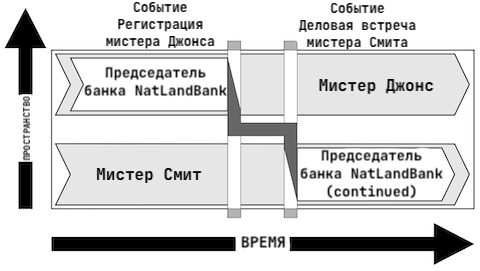 Событие
Регистрация
мистера Джонса
Событие
Деловая встреча
мистера Смита
Председатель
банка NatLandBank
Мистер Джонс
ПРОСТРАНСТВО
Мистер Смит
Председатель
банка NatLandBank
(continued)
ВРЕМЯ